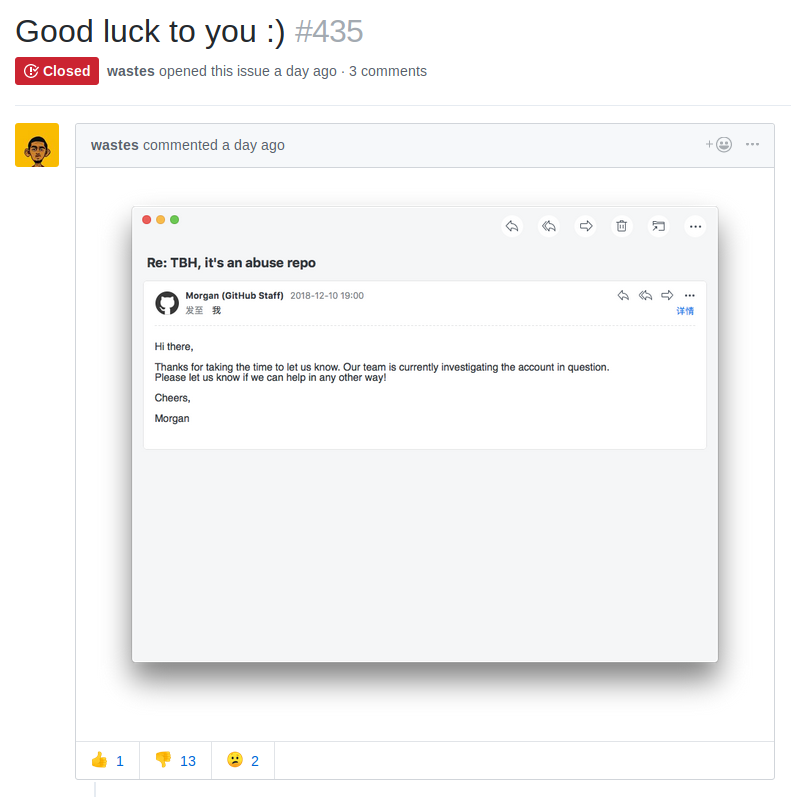 Good luck to you :) #435
Closed wastes opened this issue a day ago · 3 comments
wastes commented a day ago
Re: TBH, it's an abuse repo
Morgan (GitHub Staff) 2018-12-10 19:00
发至 我
详情
Hi there,
Thanks for taking the time to let us know. Our team is currently investigating the account in question.
Please let us know if we can help in any other way!
Cheers,
Morgan
1 13 2